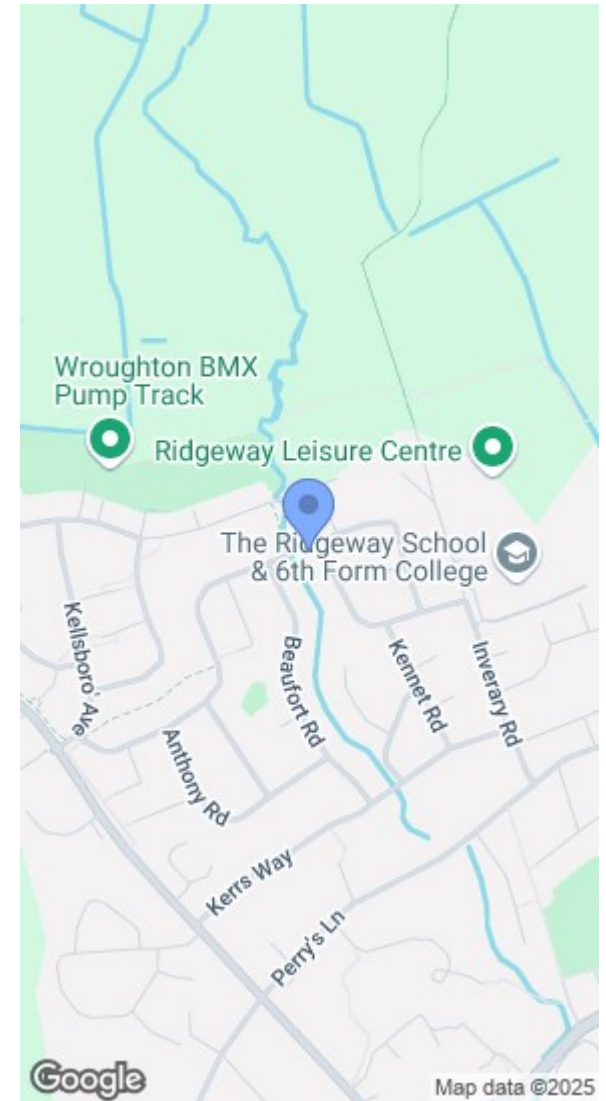 Wroughton BMX
Pump Track
Ridgeway Leisure Centre
The Ridgeway School
& 6th Form College
Kellsboro' Ave
Beaufort Rd
Kennet Rd
Inverary Rd
Anthony Rd
Kerrs Way
Perry's Ln
Google
Map data ©2025